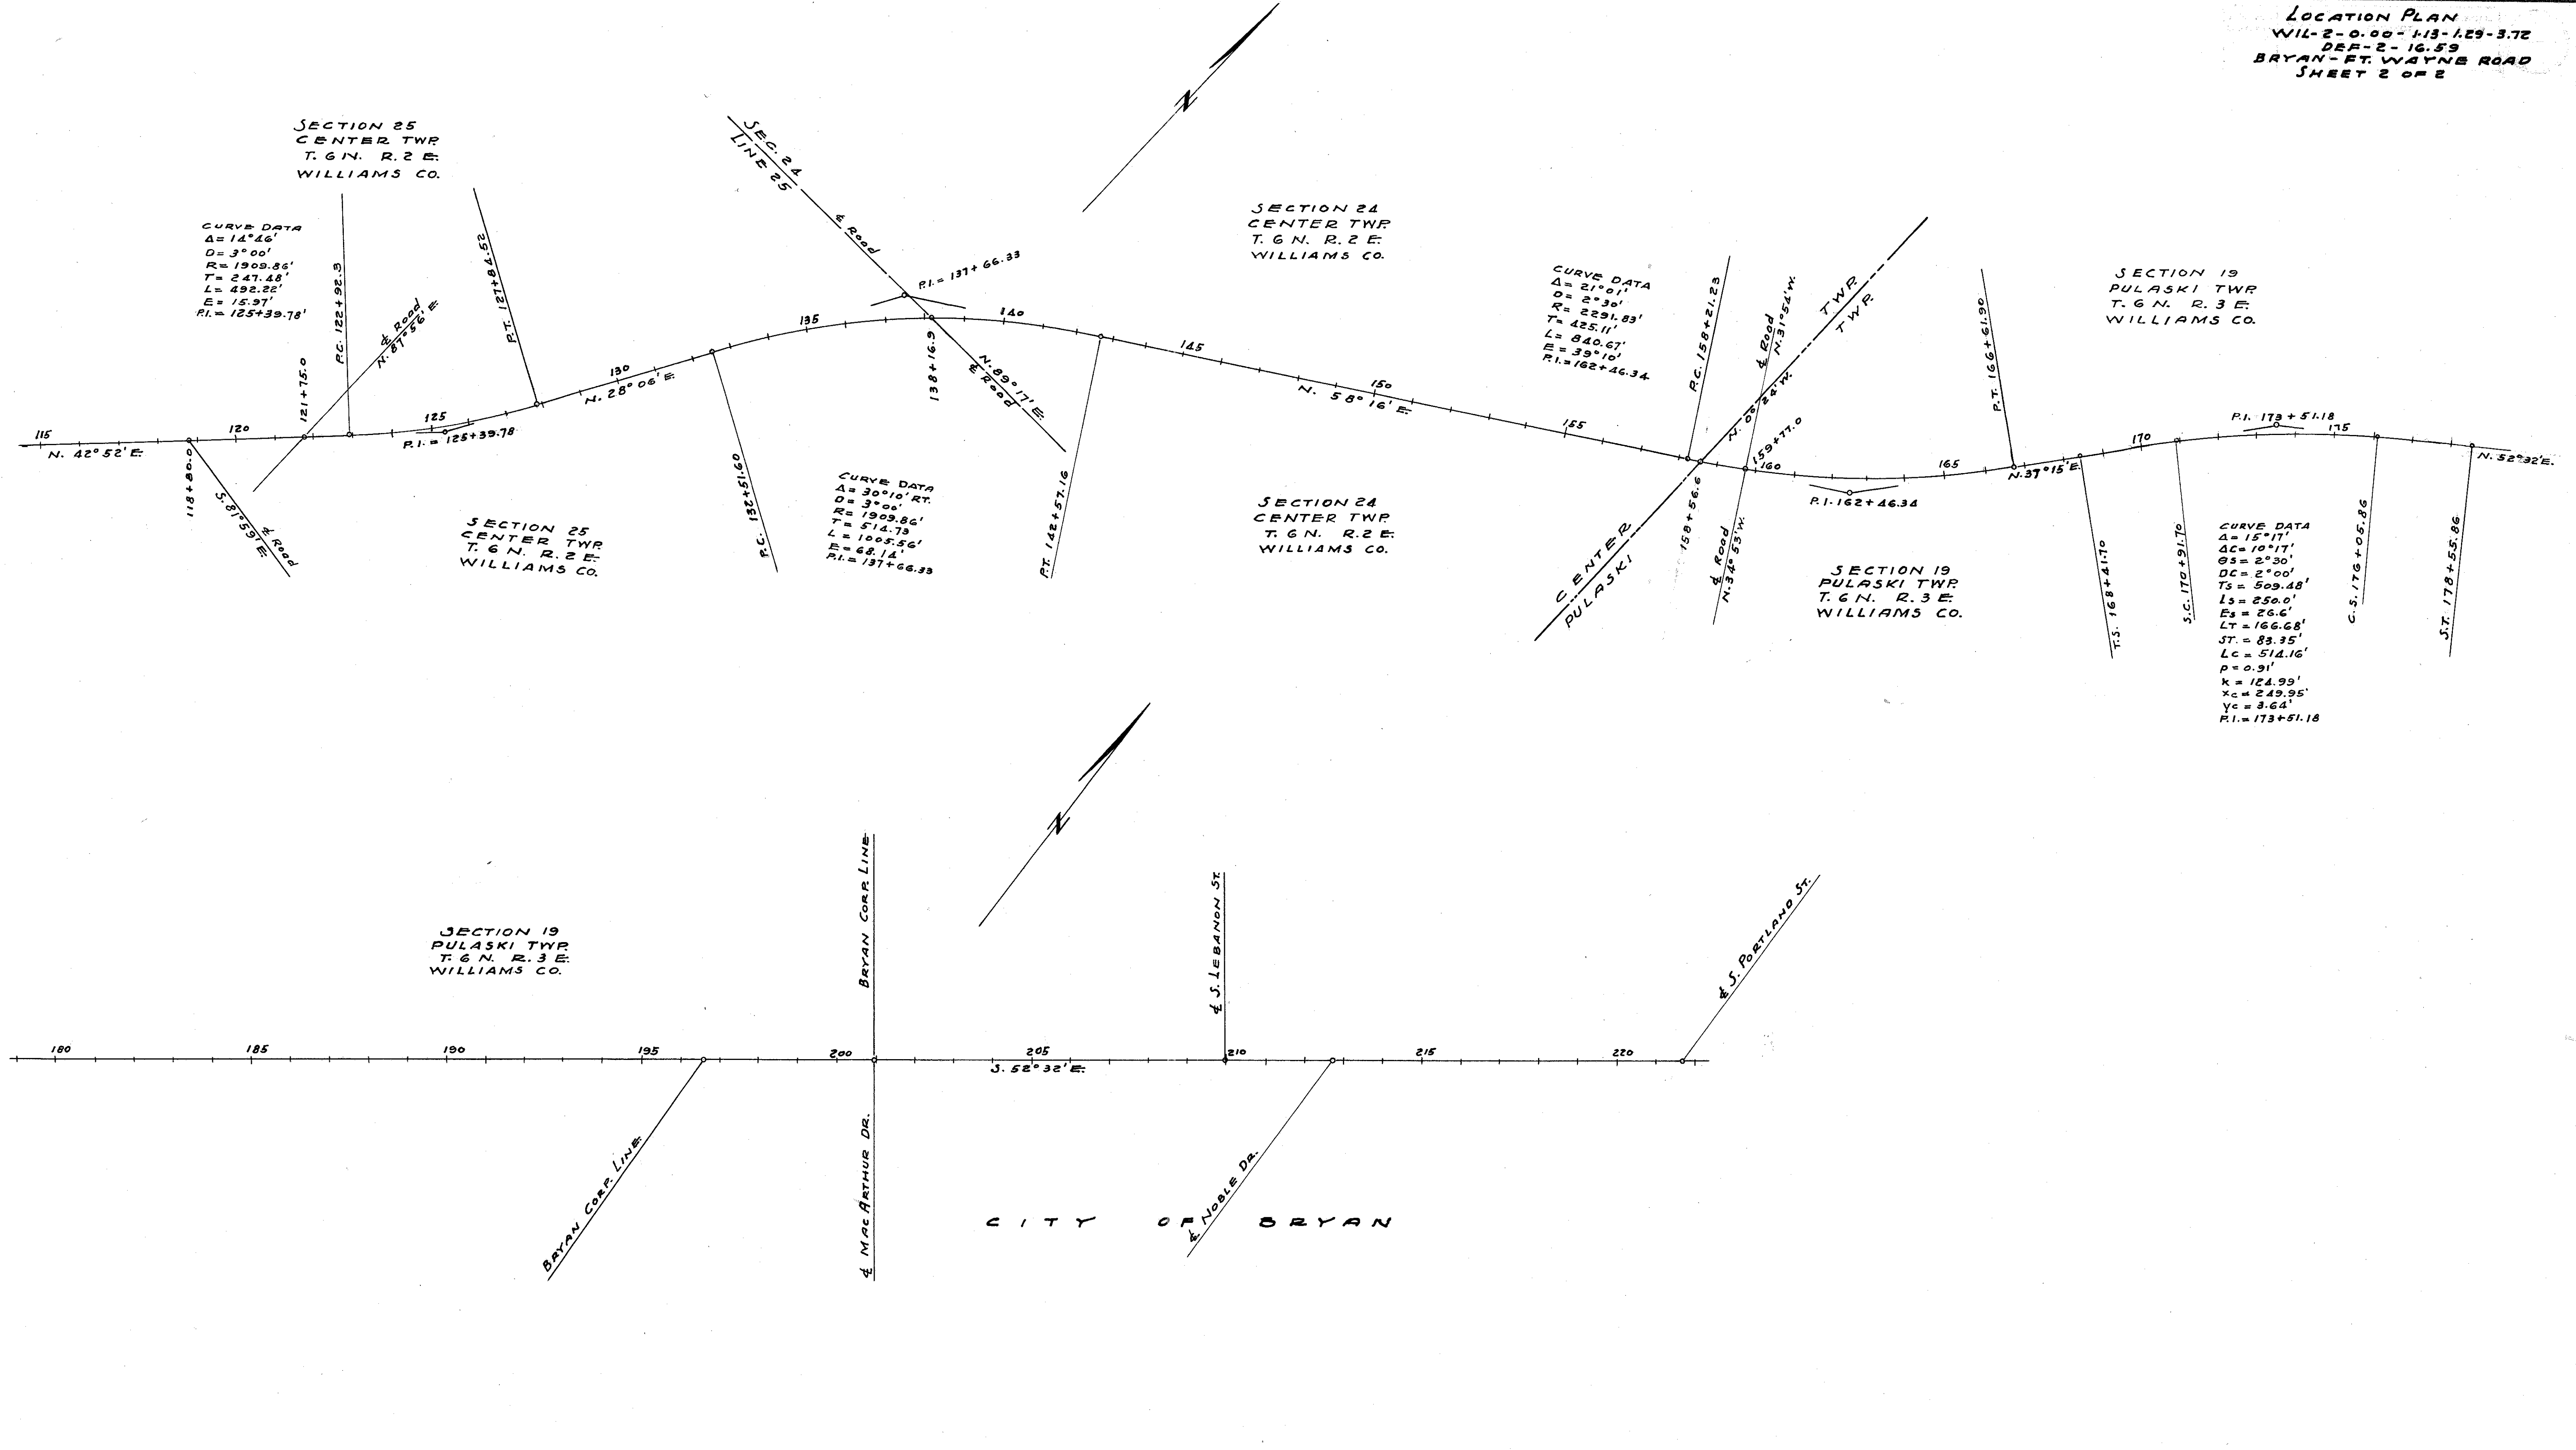 LOCATION PLAN
WIL-2-0.00-1.13-1.29-3.72
DEF-2-16.59
BRYAN-FT. WAYNE ROAD
SHEET 2 OF 2
SECTION 25
CENTER TWP.
T. 6 N. R. 2 E.
WILLIAMS CO.
CURVE DATA
Δ = 14°46'
D = 3°00'
R = 1909.86'
T = 247.48'
L = 492.22'
E = 15.97'
P.I. = 125+39.78'
P.C. 122+92.3
P.T. 127+84.52
℄ ROAD
N. 87°56' E.
121+75.0
115
120
125
130
135
140
145
150
155
160
165
170
175
N. 42°52' E.
118+80.0
S. 81°59' E.
℄ ROAD
P.I. = 125+39.78
SECTION 25
CENTER TWP.
T. 6 N. R. 2 E.
WILLIAMS CO.
N. 28°06' E.
SEC. 24
LINE 25
℄ ROAD
P.I. = 137+66.33
138+16.9
N. 89°17' E.
℄ ROAD
P.C. 132+51.60
CURVE DATA
Δ = 30°10' RT.
D = 3°00'
R = 1909.86'
T = 514.73
L = 1005.56'
E = 68.14'
P.I. = 137+66.33
P.T. 142+57.16
N
SECTION 24
CENTER TWP.
T. 6 N. R. 2 E.
WILLIAMS CO.
N. 58°16' E.
SECTION 24
CENTER TWP.
T. 6 N. R. 2 E.
WILLIAMS CO.
CURVE DATA
Δ = 21°01'
D = 2°30'
R = 2291.83'
T = 425.11'
L = 840.67'
E = 39°10'
P.I. = 162+46.34
P.C. 158+21.23
℄ ROAD
N. 31°54' W.
TWP.
TWP.
N. 0°24' W.
159+77.0
158+56.6
℄ ROAD
N. 34°53' W.
CENTER
PULASKI
P.I. 162+46.34
SECTION 19
PULASKI TWP.
T. 6 N. R. 3 E.
WILLIAMS CO.
P.T. 166+61.90
SECTION 19
PULASKI TWP.
T. 6 N. R. 3 E.
WILLIAMS CO.
N. 37°15' E.
P.I. 173+51.18
N. 52°32' E.
T.S. 168+41.70
S.C. 170+91.70
C.S. 176+05.86
S.T. 178+55.86
CURVE DATA
Δ = 15°17'
ΔC = 10°17'
ΘS = 2°30'
DC = 2°00'
TS = 509.48'
LS = 250.0'
ES = 26.6'
LT = 166.68'
ST. = 83.35'
LC = 514.16'
P = 0.91'
K = 124.99'
XC = 249.95'
YC = 3.64'
P.I. = 173+51.18
N
SECTION 19
PULASKI TWP.
T. 6 N. R. 3 E.
WILLIAMS CO.
BRYAN CORP. LINE
℄ S. LEBANON ST.
℄ S. PORTLAND ST.
180
185
190
195
200
205
210
215
220
S. 52°32' E.
BRYAN CORP. LINE
℄ MACARTHUR DR.
℄ NOBLE DR.
CITY OF BRYAN